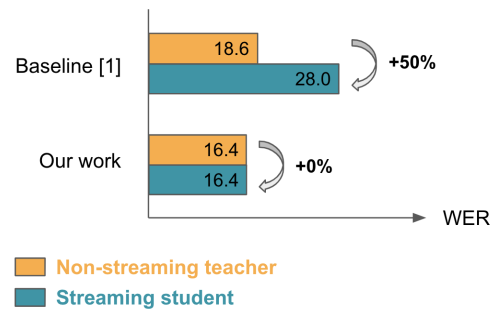 18.6
Baseline [1]
+50%
28.0
16.4
Our work
+0%
16.4
WER
Non-streaming teacher
Streaming student